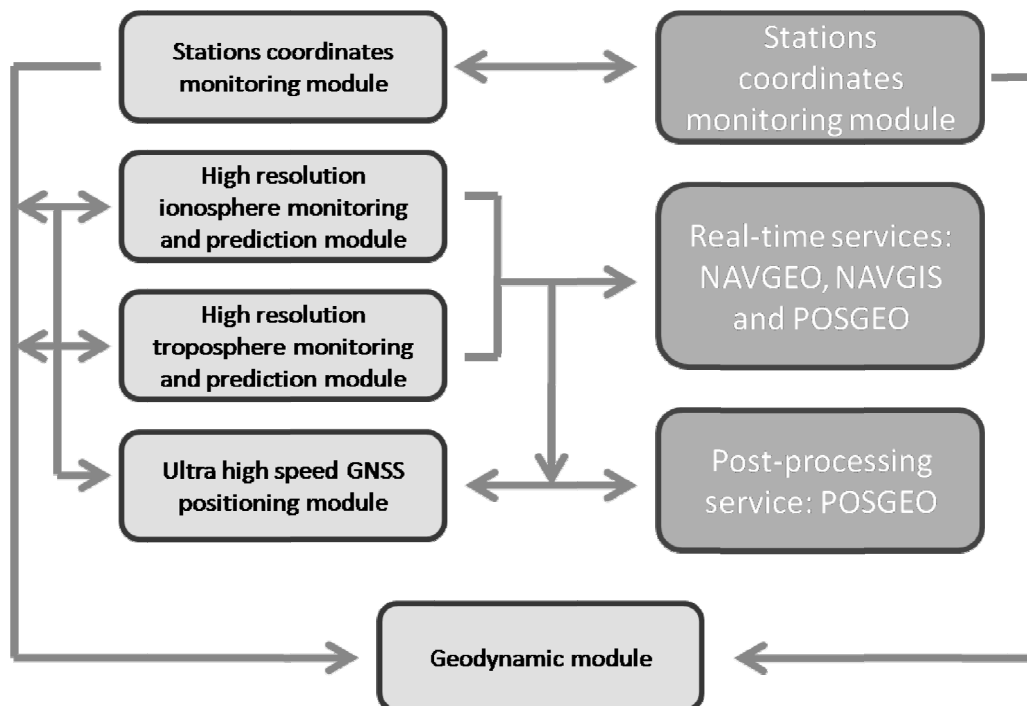 Stations coordinates
monitoring module
Stations
coordinates
monitoring module
High resolution
ionosphere monitoring
and prediction module
Real-time services:
NAVGEO, NAVGIS
and POSGEO
High resolution
troposphere monitoring
and prediction module
Ultra high speed GNSS
positioning module
Post-processing
service: POSGEO
Geodynamic module